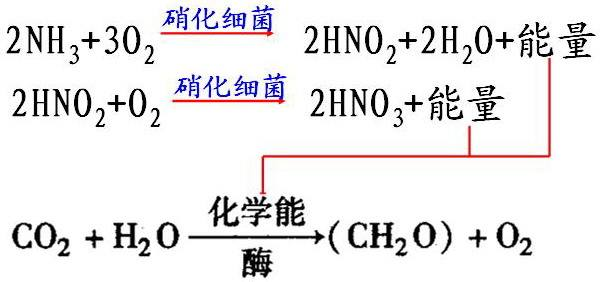 2NH₃+3O₂ 硝化细菌 2HNO₂+2H₂O+能量
2HNO₂+O₂ 硝化细菌 2HNO₃+能量
化学能
CO₂+H₂O→(CH₂O)+O₂
酶